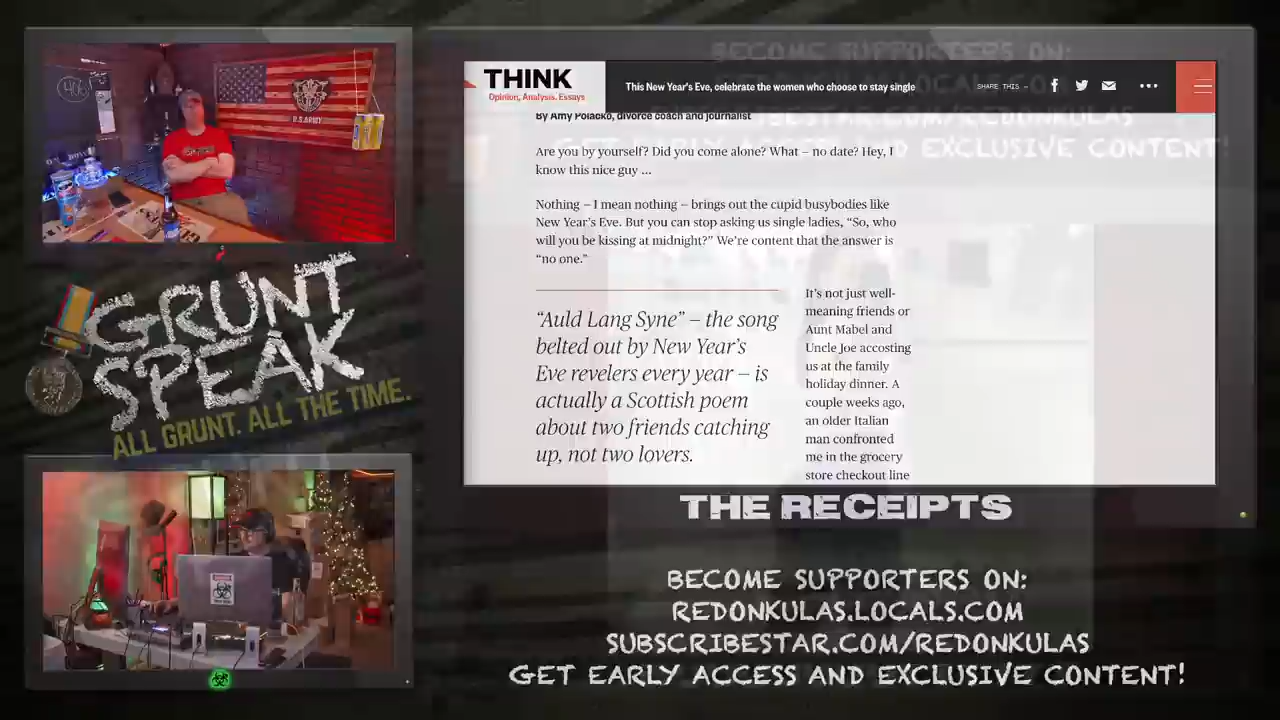 U.S. ARMY
GRUNT
SPEAK
ALL GRUNT. ALL THE TIME.
THINK
Opinion, Analysis, Essays
This New Year's Eve, celebrate the women who choose to stay single
SHARE THIS —
By Amy Polacko, divorce coach and journalist
Are you by yourself? Did you come alone? What — no date? Hey, I
know this nice guy ...
Nothing — I mean nothing — brings out the cupid busybodies like
New Year's Eve. But you can stop asking us single ladies, “So, who
will you be kissing at midnight?” We're content that the answer is
“no one.”
“Auld Lang Syne” — the song
belted out by New Year's
Eve revelers every year — is
actually a Scottish poem
about two friends catching
up, not two lovers.
It's not just well-
meaning friends or
Aunt Mabel and
Uncle Joe accosting
us at the family
holiday dinner. A
couple weeks ago,
an older Italian
man confronted
me in the grocery
store checkout line
BECOME SUPPORTERS ON:
EXCLUSIVE CONTENT!
THE RECEIPTS
BECOME SUPPORTERS ON:
REDONKULAS.LOCALS.COM
SUBSCRIBESTAR.COM/REDONKULAS
GET EARLY ACCESS AND EXCLUSIVE CONTENT!